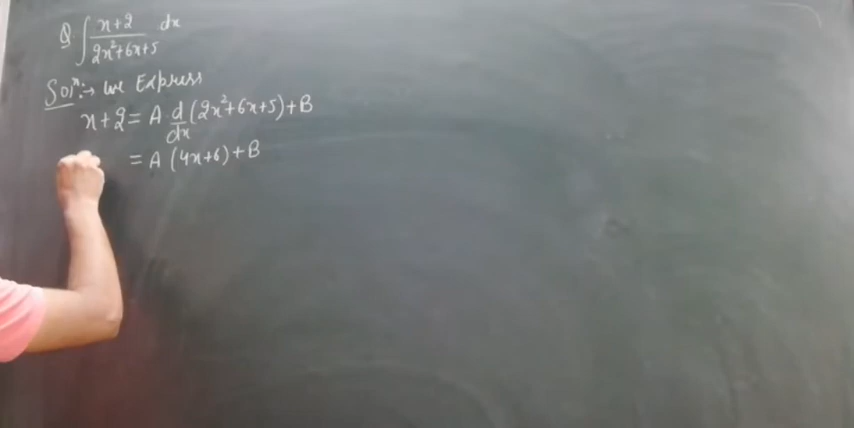 Q. ∫ x+2 / 2x²+6x+5 dx
Solⁿ:→ we Express
x+2 = A · d/dx (2x²+6x+5) + B
= A (4x+6) + B